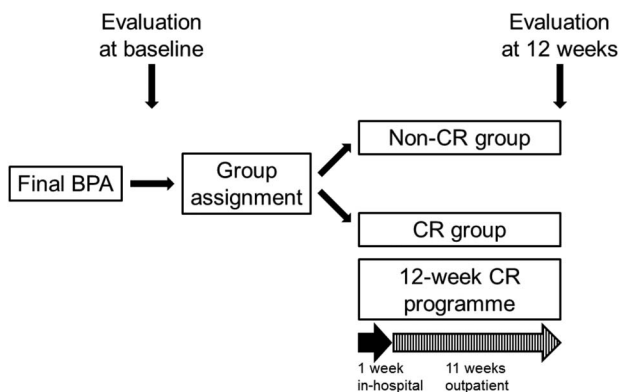 Evaluation
at baseline
Evaluation
at 12 weeks
Final BPA
Group
assignment
Non-CR group
CR group
12-week CR
programme
1 week
in-hospital
11 weeks
outpatient